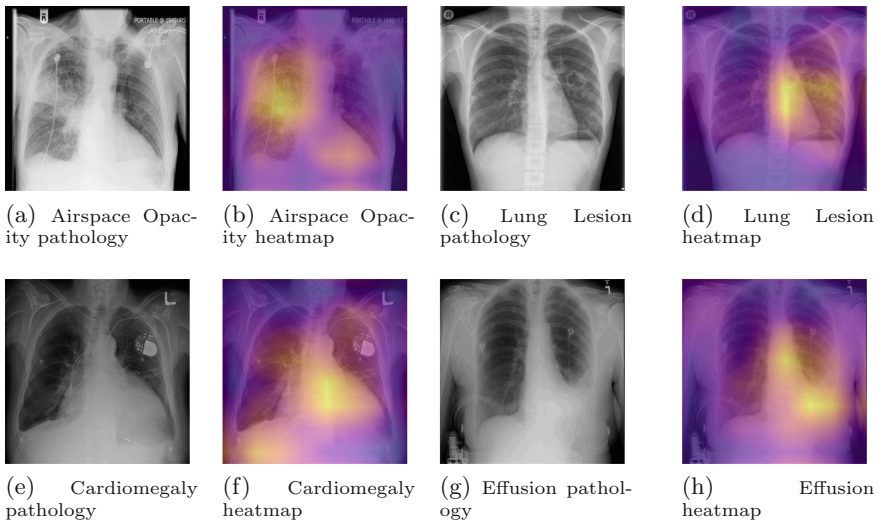 R
PORTABLE @ 1948HRS
R
(a) Airspace Opac-
ity pathology
(b) Airspace Opac-
ity heatmap
(c) Lung Lesion
pathology
(d) Lung Lesion
heatmap
L
L
(e) Cardiomegaly
pathology
(f) Cardiomegaly
heatmap
(g) Effusion pathol-
ogy
(h) Effusion
heatmap